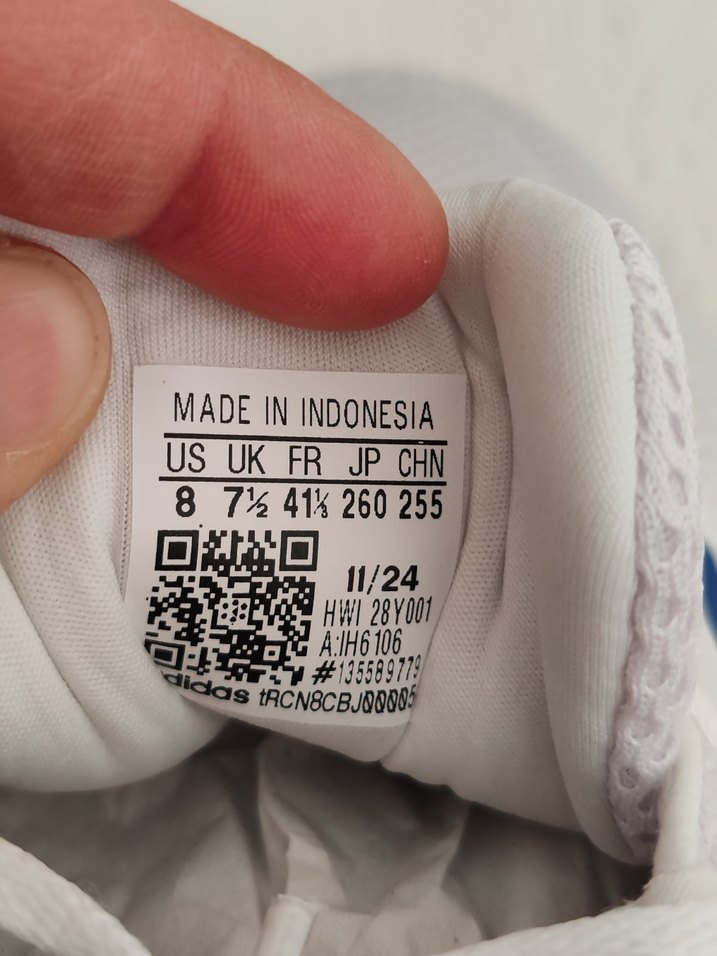 MADE IN INDONESIA
US UK FR JP CHN
8 7½ 41⅓ 260 255
11/24
HWI 28Y001
A:IH6106
#135589779
adidas tRCN8CBJ00005